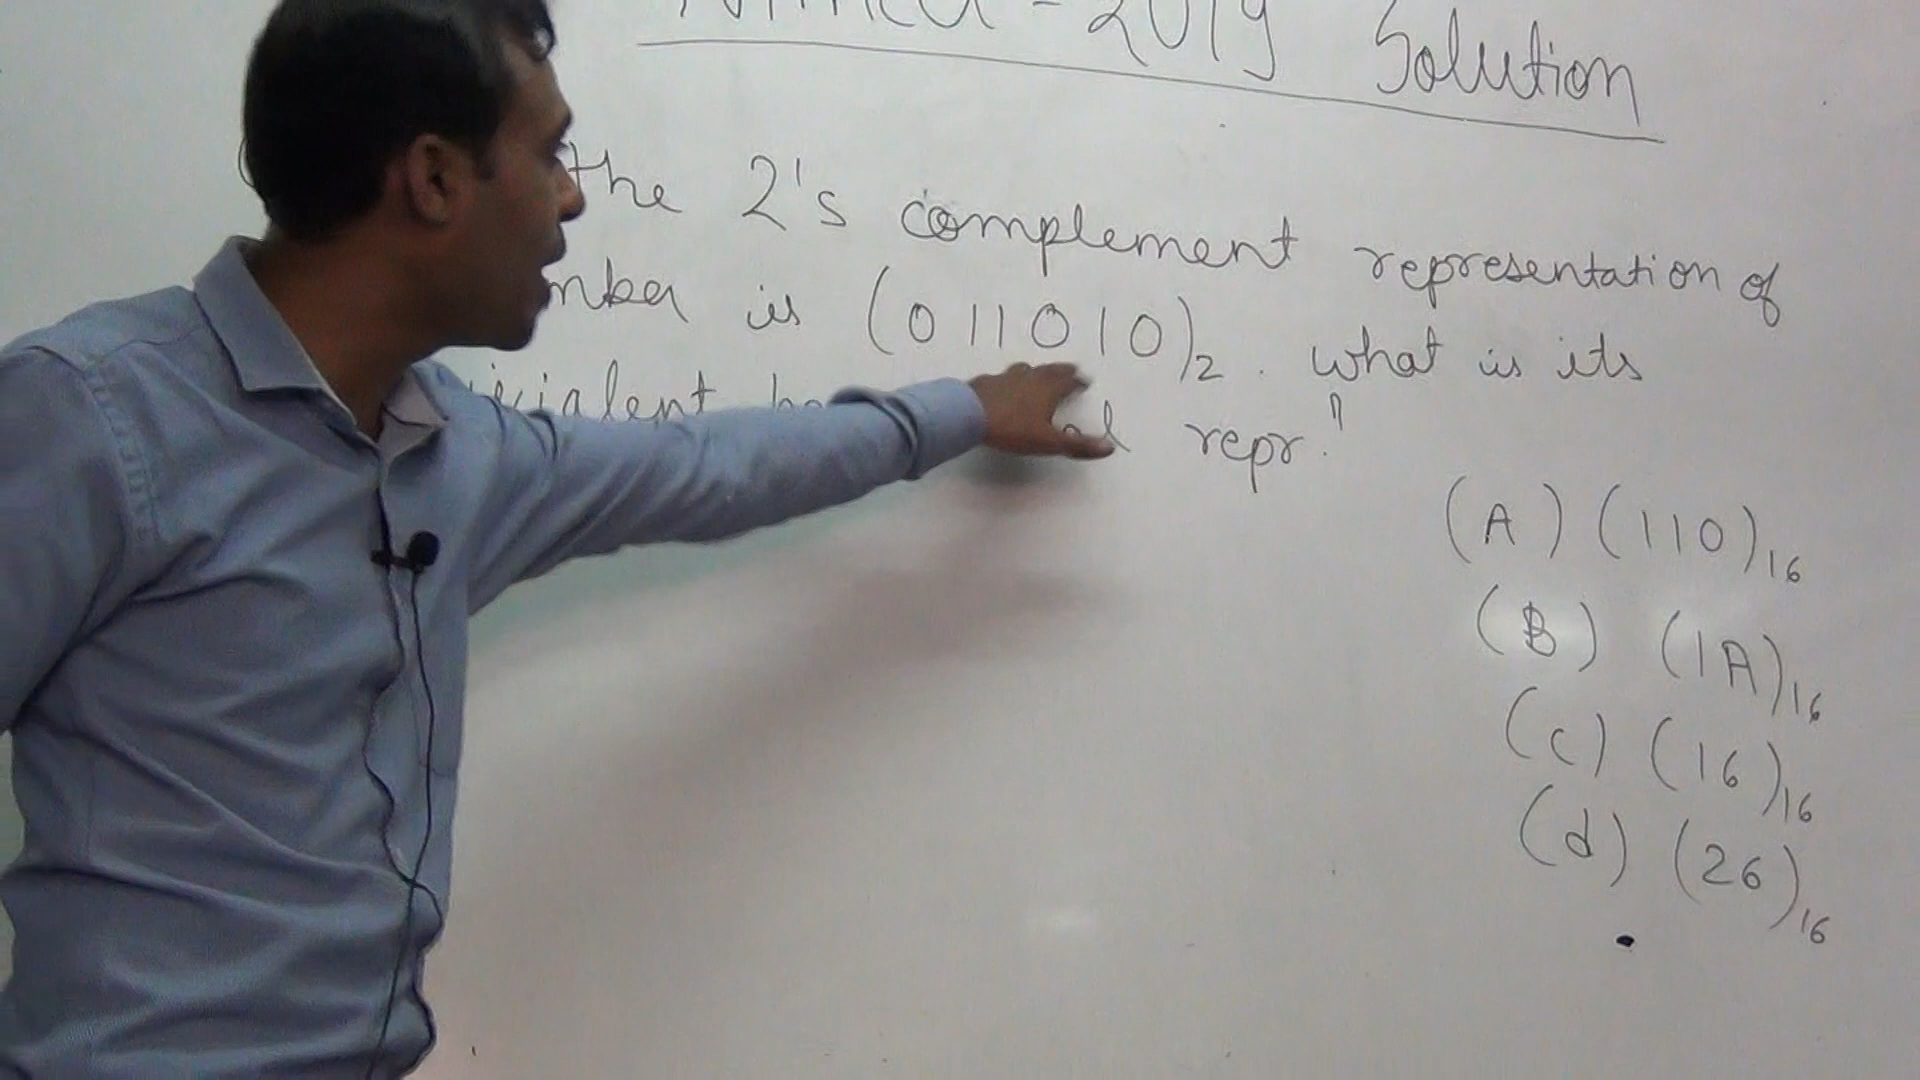 2019 Solution
the 2's complement representation of
is (011010)2. what is its
repr.?
(A) (110)16
(B) (1A)16
(c) (16)16
(d) (26)16